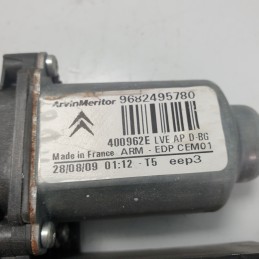 ArvinMeritor 9682495780
400962E LVE AP D-BG
Made in France ARM - EDP CEM01
28/08/09 01:12 - T5 eep3